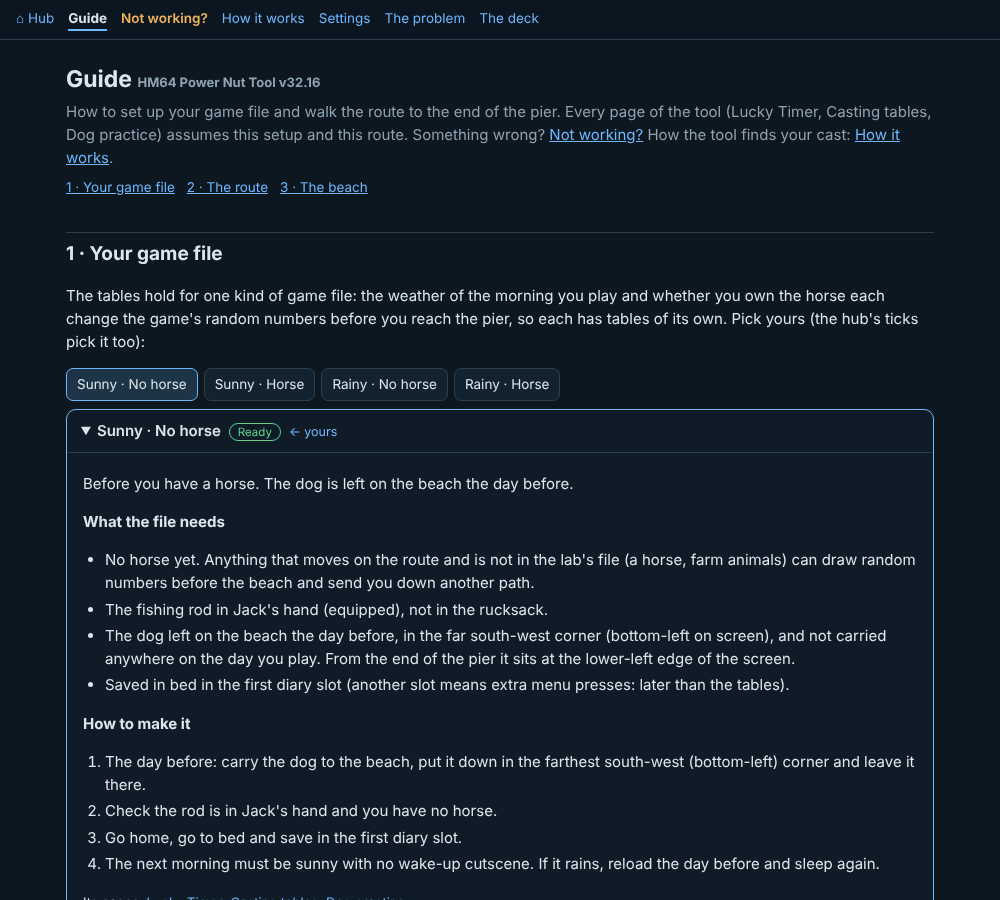 ⌂ Hub Guide Not working? How it works Settings The problem The deck
Guide HM64 Power Nut Tool v32.16
How to set up your game file and walk the route to the end of the pier. Every page of the tool (Lucky Timer, Casting tables,
Dog practice) assumes this setup and this route. Something wrong? Not working? How the tool finds your cast: How it
works.
1 · Your game file 2 · The route 3 · The beach
1 · Your game file
The tables hold for one kind of game file: the weather of the morning you play and whether you own the horse each
change the game's random numbers before you reach the pier, so each has tables of its own. Pick yours (the hub's ticks
pick it too):
Sunny · No horse Sunny · Horse Rainy · No horse Rainy · Horse
▼ Sunny · No horse Ready ← yours
Before you have a horse. The dog is left on the beach the day before.
What the file needs
• No horse yet. Anything that moves on the route and is not in the lab's file (a horse, farm animals) can draw random
numbers before the beach and send you down another path.
• The fishing rod in Jack's hand (equipped), not in the rucksack.
• The dog left on the beach the day before, in the far south-west corner (bottom-left on screen), and not carried
anywhere on the day you play. From the end of the pier it sits at the lower-left edge of the screen.
• Saved in bed in the first diary slot (another slot means extra menu presses: later than the tables).
How to make it
1. The day before: carry the dog to the beach, put it down in the farthest south-west (bottom-left) corner and leave it
there.
2. Check the rod is in Jack's hand and you have no horse.
3. Go home, go to bed and save in the first diary slot.
4. The next morning must be sunny with no wake-up cutscene. If it rains, reload the day before and sleep again.